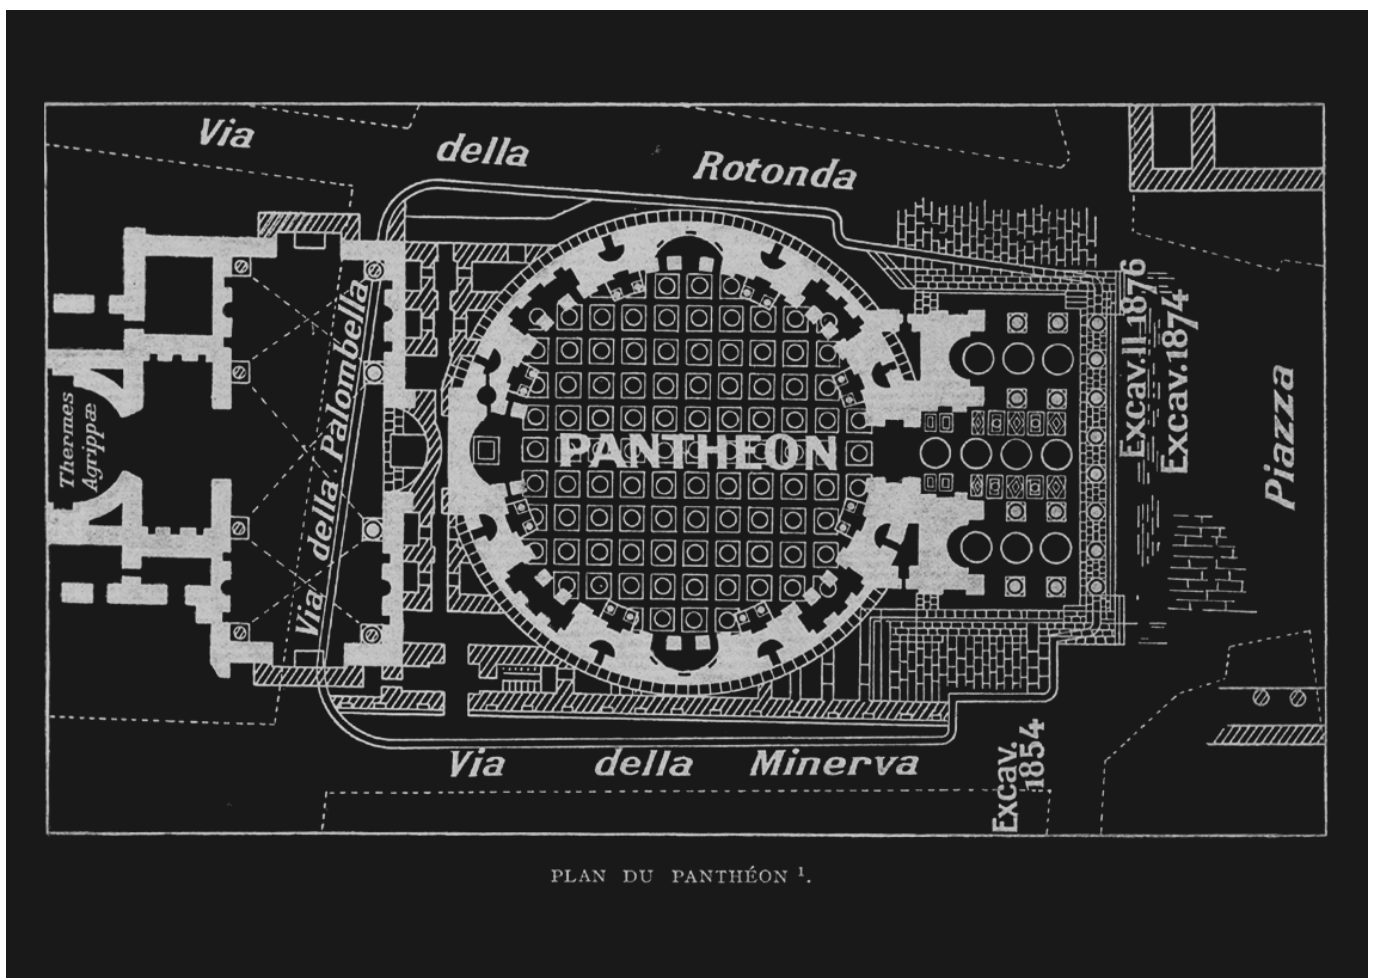 Via della Rotonda
Excav. II. 1876
Excav. 1874
Via della Palombella
Thermes
Agrippæ
PANTHEON
Piazza
Via della Minerva
Excav.
1854
PLAN DU PANTHÉON ¹.